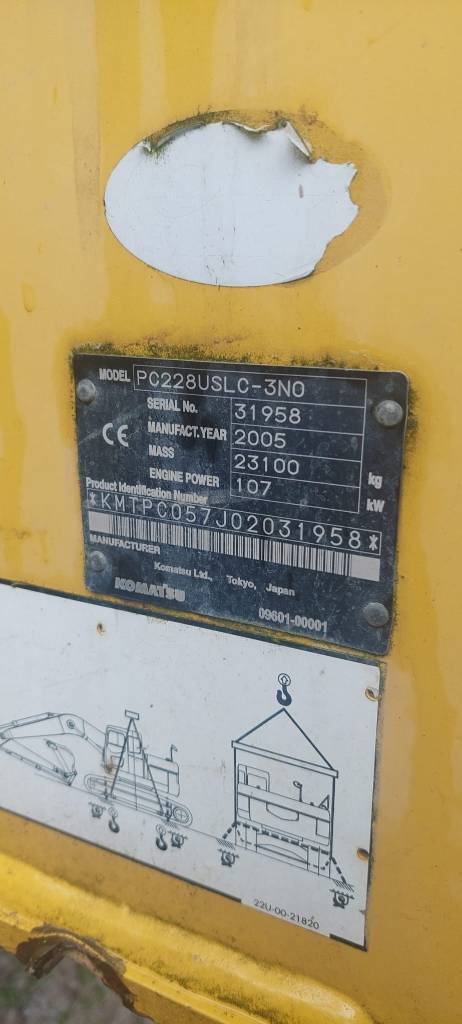 MODEL PC228USLC-3N0
SERIAL No. 31958
MANUFACT.YEAR 2005
MASS 23100 kg
ENGINE POWER 107 kW
CE
Product Identification Number
*KMTPC057J02031958*
MANUFACTURER
Komatsu Ltd., Tokyo, Japan
KOMATSU
09601-00001
22U-00-21820